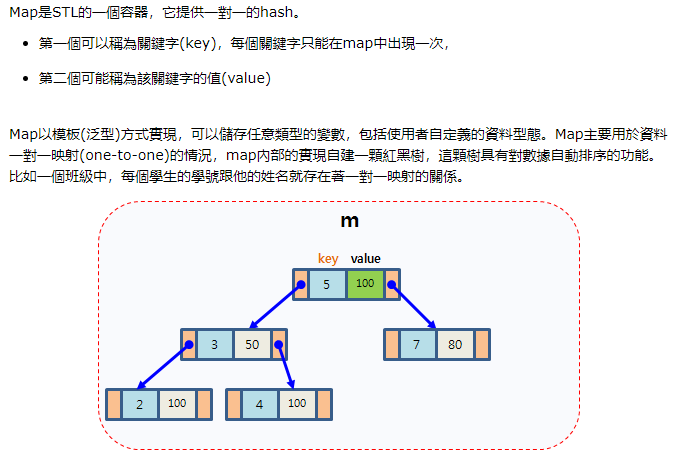 Map是STL的一個容器，它提供一對一的hash。
• 第一個可以稱為關鍵字(key)，每個關鍵字只能在map中出現一次，
• 第二個可能稱為該關鍵字的值(value)
Map以模板(泛型)方式實現，可以儲存任意類型的變數，包括使用者自定義的資料型態。Map主要用於資料
一對一映射(one-to-one)的情況，map內部的實現自建一顆紅黑樹，這顆樹具有對數據自動排序的功能。
比如一個班級中，每個學生的學號跟他的姓名就存在著一對一映射的關係。
m
key value
5 100
3 50
7 80
2 100
4 100